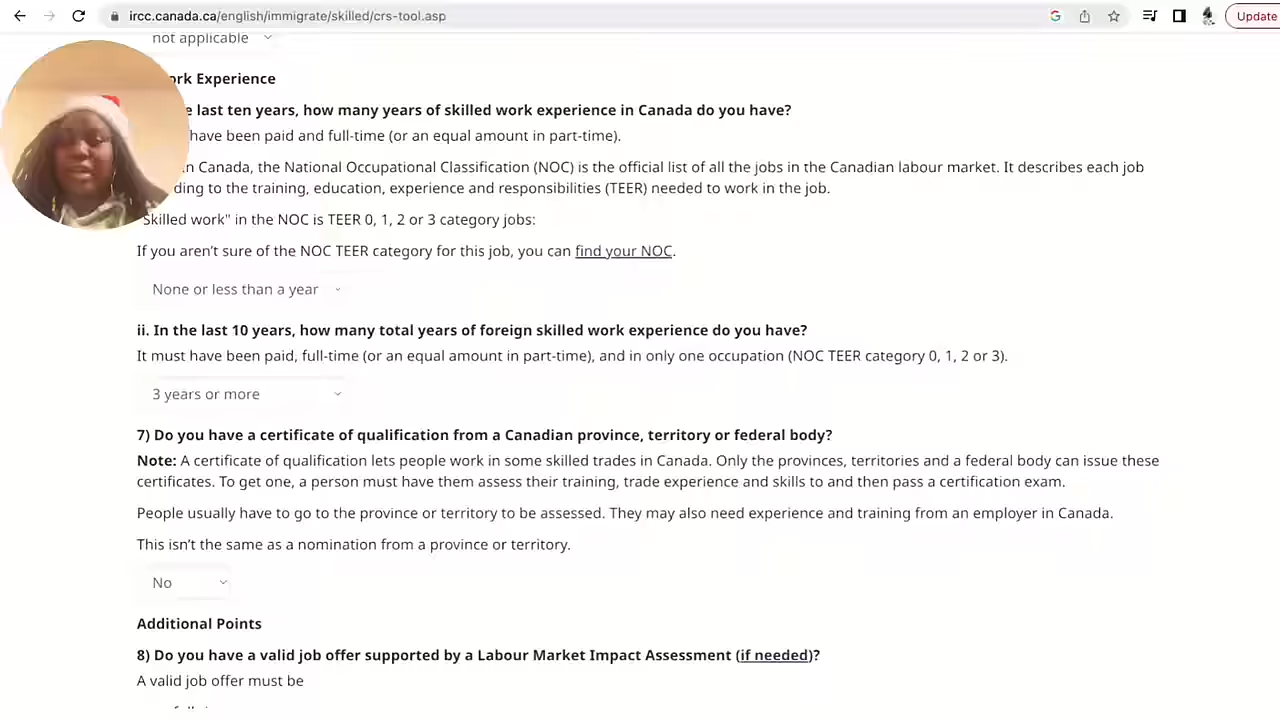 ircc.canada.ca/english/immigrate/skilled/crs-tool.asp
Update
not applicable
ork Experience
last ten years, how many years of skilled work experience in Canada do you have?
have been paid and full-time (or an equal amount in part-time).
n Canada, the National Occupational Classification (NOC) is the official list of all the jobs in the Canadian labour market. It describes each job
ding to the training, education, experience and responsibilities (TEER) needed to work in the job.
"Skilled work" in the NOC is TEER 0, 1, 2 or 3 category jobs:
If you aren't sure of the NOC TEER category for this job, you can find your NOC.
None or less than a year
ii. In the last 10 years, how many total years of foreign skilled work experience do you have?
It must have been paid, full-time (or an equal amount in part-time), and in only one occupation (NOC TEER category 0, 1, 2 or 3).
3 years or more
7) Do you have a certificate of qualification from a Canadian province, territory or federal body?
Note: A certificate of qualification lets people work in some skilled trades in Canada. Only the provinces, territories and a federal body can issue these
certificates. To get one, a person must have them assess their training, trade experience and skills to and then pass a certification exam.
People usually have to go to the province or territory to be assessed. They may also need experience and training from an employer in Canada.
This isn't the same as a nomination from a province or territory.
No
Additional Points
8) Do you have a valid job offer supported by a Labour Market Impact Assessment (if needed)?
A valid job offer must be